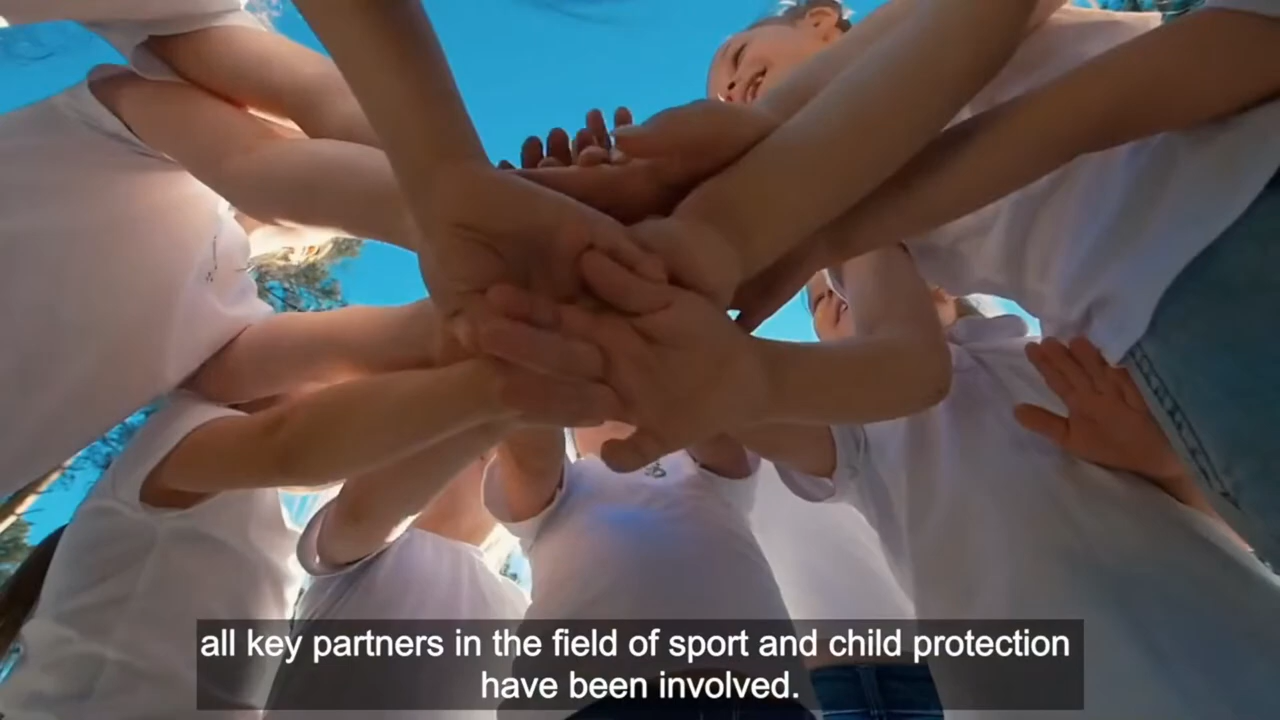 all key partners in the field of sport and child protection
have been involved.